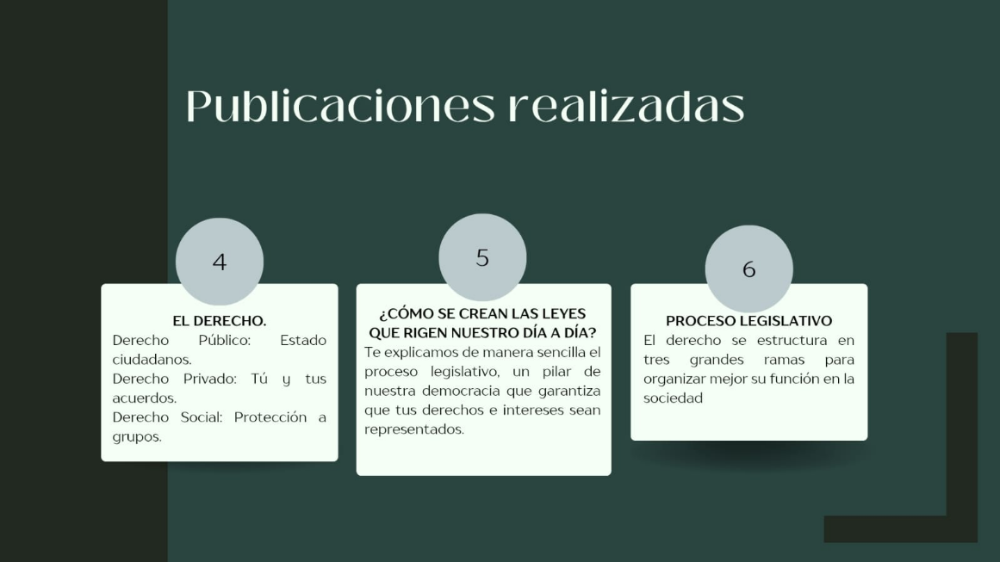 Publicaciones realizadas
4
EL DERECHO.
Derecho Público: Estado
ciudadanos.
Derecho Privado: Tú y tus
acuerdos.
Derecho Social: Protección a
grupos.
5
¿CÓMO SE CREAN LAS LEYES
QUE RIGEN NUESTRO DÍA A DÍA?
Te explicamos de manera sencilla el
proceso legislativo, un pilar de
nuestra democracia que garantiza
que tus derechos e intereses sean
representados.
6
PROCESO LEGISLATIVO
El derecho se estructura en
tres grandes ramas para
organizar mejor su función en la
sociedad